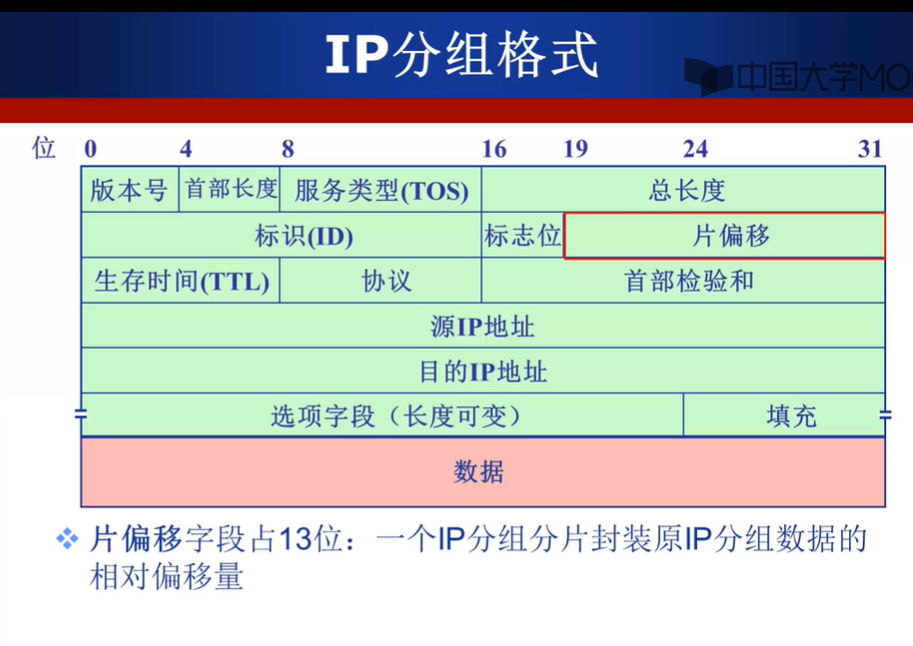 IP分组格式
中国大学MO
位 0 4 8 16 19 24 31
版本号 首部长度 服务类型(TOS) 总长度
标识(ID) 标志位 片偏移
生存时间(TTL) 协议 首部检验和
源IP地址
目的IP地址
选项字段（长度可变） 填充
数据
片偏移字段占13位：一个IP分组分片封装原IP分组数据的
相对偏移量